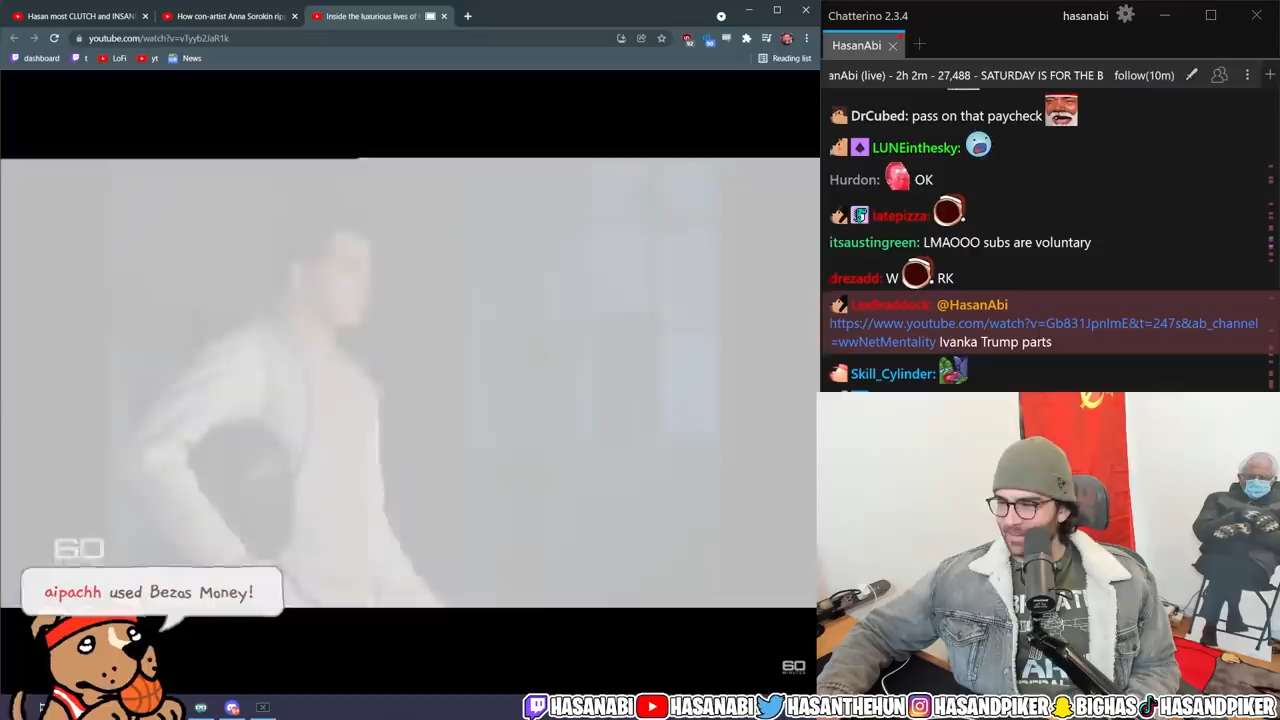 Hasan most CLUTCH and INSAN
How con-artist Anna Sorokin rip
Inside the luxurious lives of
youtube.com/watch?v=vTyyb2JaR1k
92
dashboard
t
LoFi
yt
News
Reading list
60
aipachh used Bezos Money!
60
MINUTES
Chatterino 2.3.4
hasanabi
HasanAbi
anAbi (live) - 2h 2m - 27,488 - SATURDAY IS FOR THE B
follow(10m)
DrCubed: pass on that paycheck
LUNEinthesky:
Hurdon: OK
latepizza:
itsaustingreen: LMAOOO subs are voluntary
drezadd: W RK
LeeBraddock: @HasanAbi
https://www.youtube.com/watch?v=Gb831JpnImE&t=247s&ab_channel
=wwNetMentality Ivanka Trump parts
Skill_Cylinder:
HASANABI
HASANABI
HASANTHEHUN
HASANDPIKER
BIGHAS
HASANDPIKER